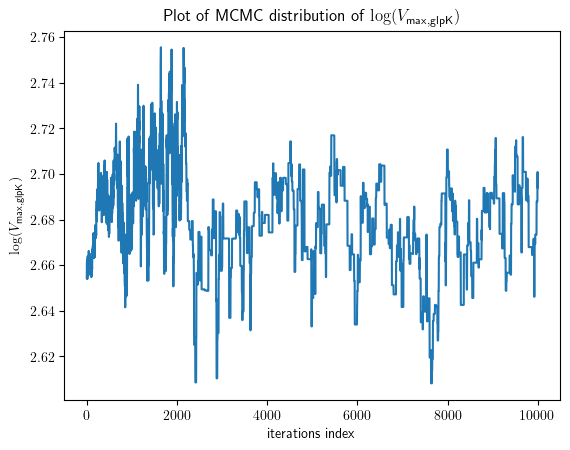 Plot of MCMC distribution of log(V_max,glpK)
log(V_max,glpK)
2.76
2.74
2.72
2.70
2.68
2.66
2.64
2.62
0 2000 4000 6000 8000 10000
iterations index